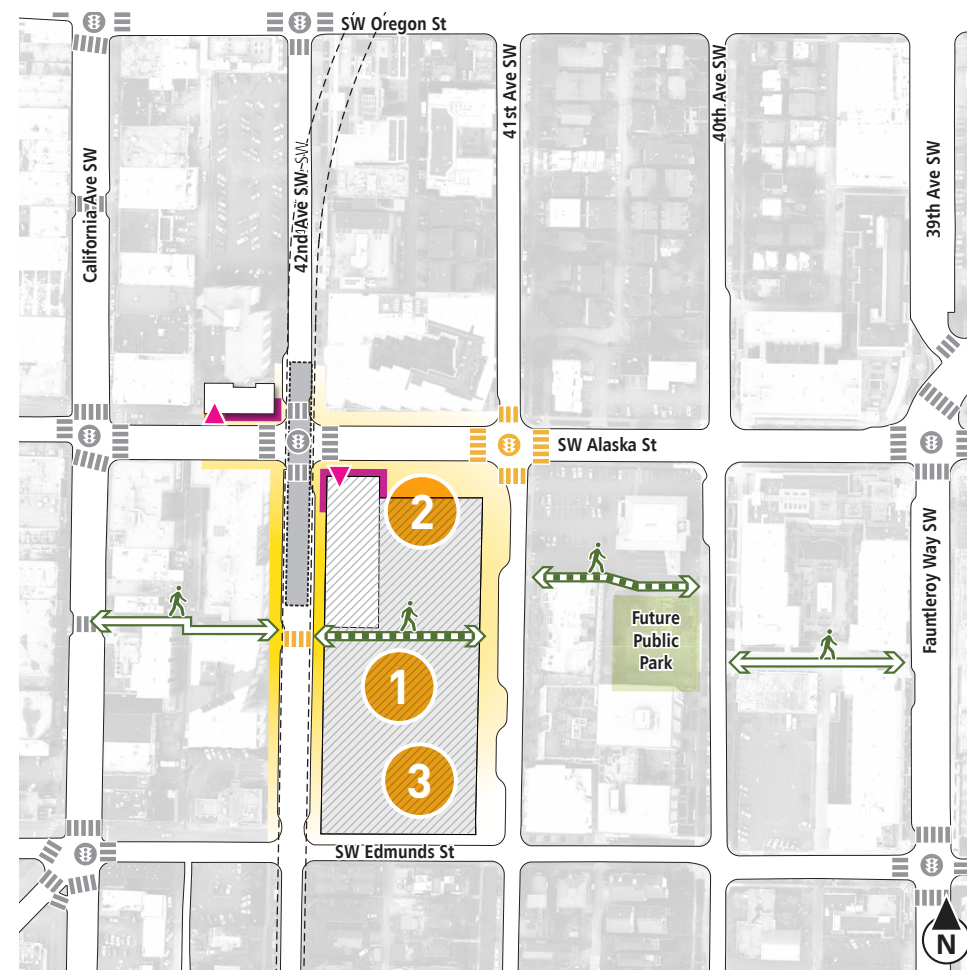 SW Oregon St
41st Ave SW
40th Ave SW
39th Ave SW
California Ave SW
42nd Ave SW
SW Alaska St
2
Fauntleroy Way SW
Future
Public
Park
1
3
SW Edmunds St
N